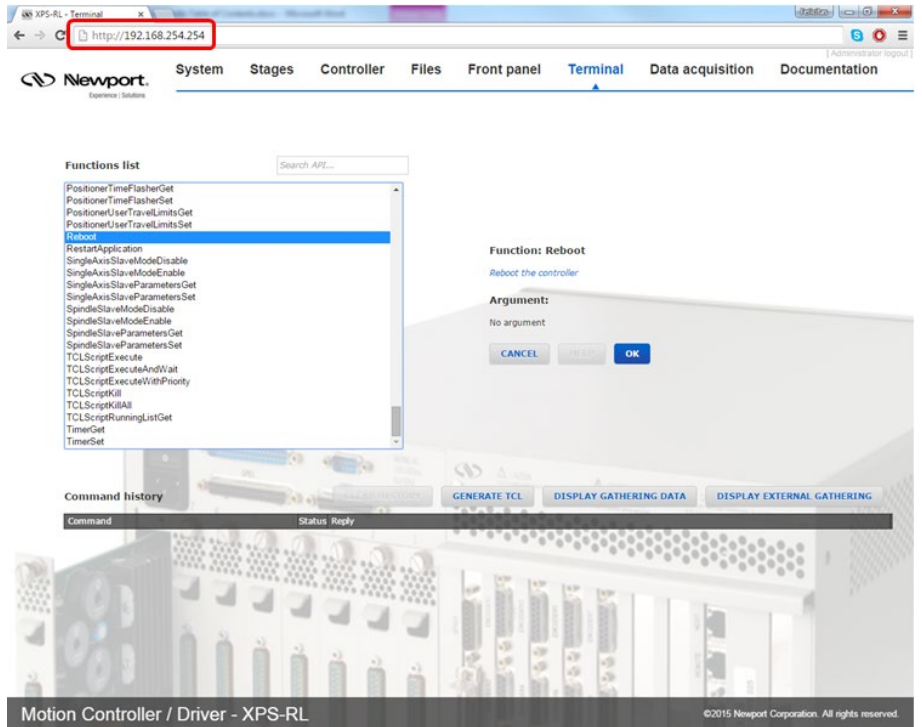 XPS-RL - Terminal
http://192.168.254.254
[ Administrator logout ]
Newport.
Experience | Solutions
System Stages Controller Files Front panel Terminal Data acquisition Documentation
Functions list
Search API...
PositionerTimeFlasherGet
PositionerTimeFlasherSet
PositionerUserTravelLimitsGet
PositionerUserTravelLimitsSet
Reboot
RestartApplication
SingleAxisSlaveModeDisable
SingleAxisSlaveModeEnable
SingleAxisSlaveParametersGet
SingleAxisSlaveParametersSet
SpindleSlaveModeDisable
SpindleSlaveModeEnable
SpindleSlaveParametersGet
SpindleSlaveParametersSet
TCLScriptExecute
TCLScriptExecuteAndWait
TCLScriptExecuteWithPriority
TCLScriptKill
TCLScriptKillAll
TCLScriptRunningListGet
TimerGet
TimerSet
Function: Reboot
Reboot the controller
Argument:
No argument
CANCEL HELP OK
Command history
CLEAR HISTORY GENERATE TCL DISPLAY GATHERING DATA DISPLAY EXTERNAL GATHERING
Command Status Reply
Motion Controller / Driver - XPS-RL
©2015 Newport Corporation. All rights reserved.